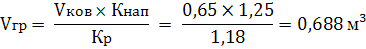 Vгр = (Vков × Кнап) / Кр = (0,65 × 1,25) / 1,18 = 0,688 м³